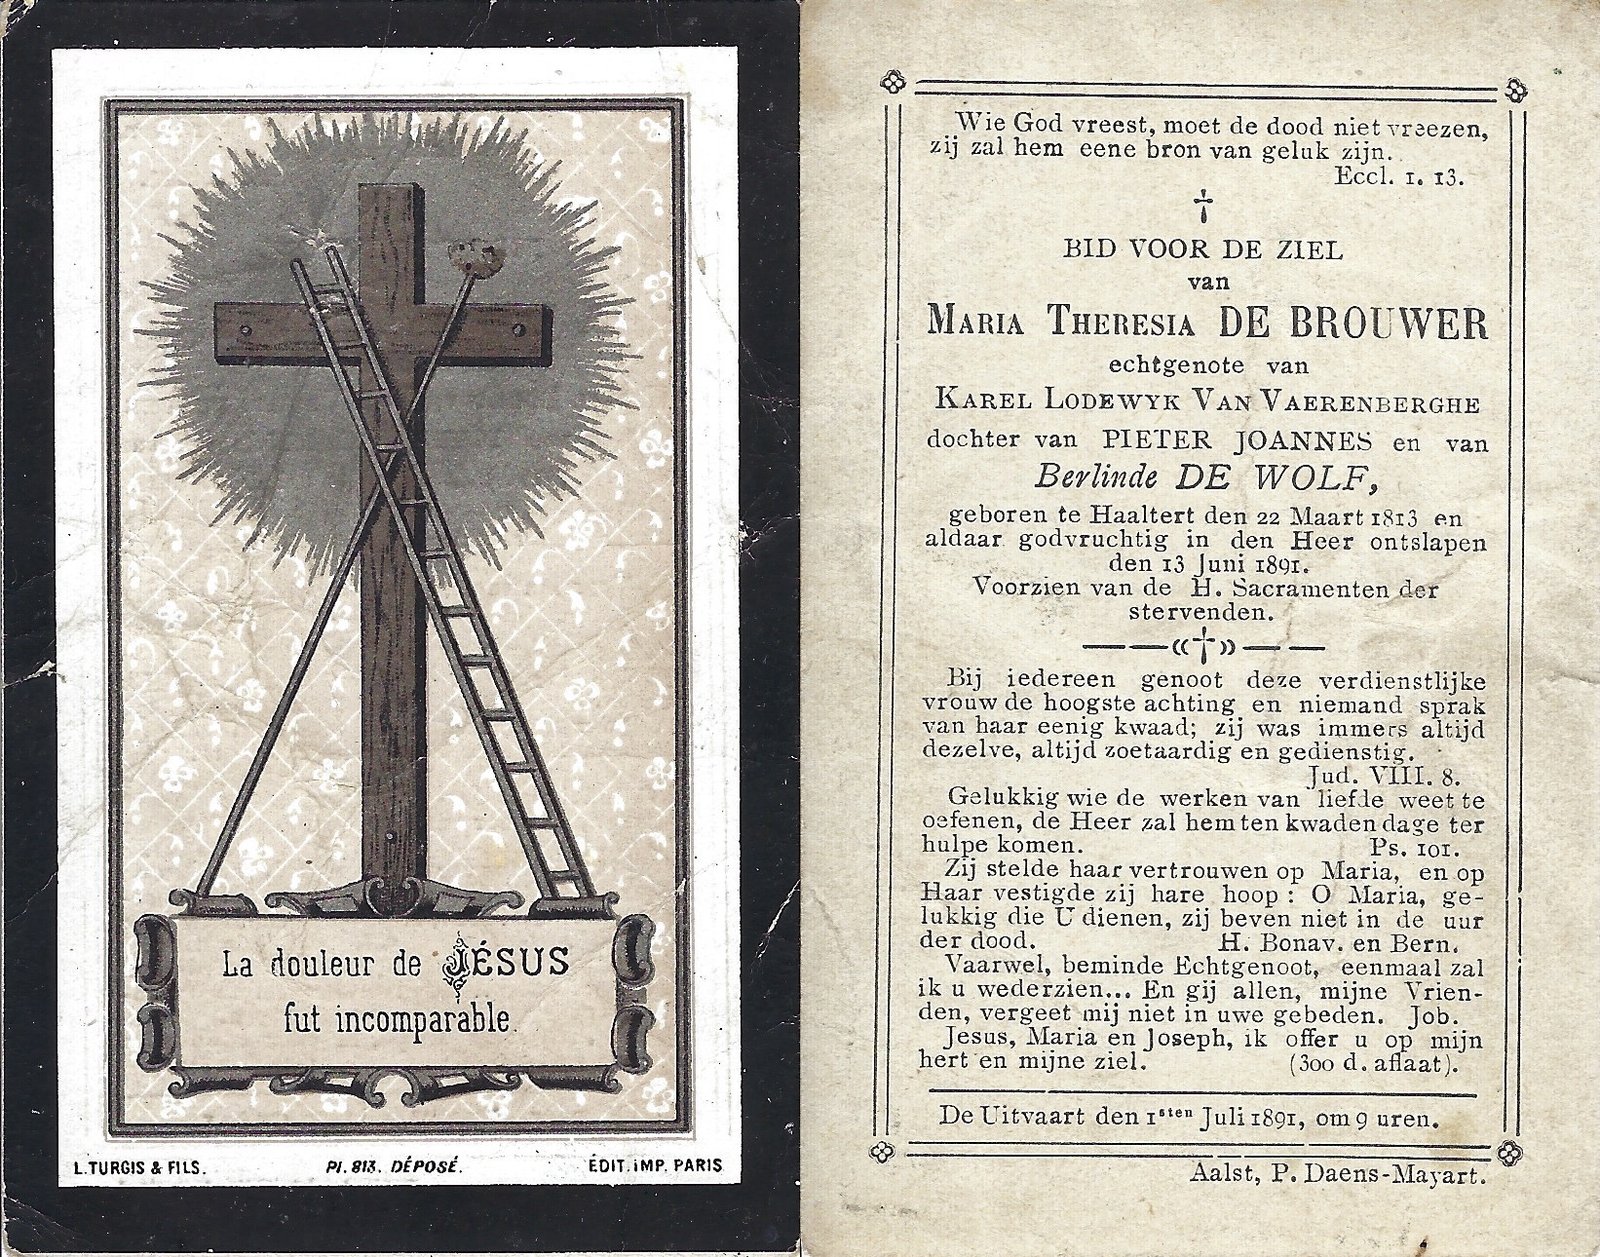 La douleur de JÉSUS
fut incomparable.
L. TURGIS & FILS.
Pl. 813. DÉPOSÉ.
ÉDIT. IMP. PARIS
Wie God vreest, moet de dood niet vreezen,
zij zal hem eene bron van geluk zijn.
Eccl. 1. 13.
†
BID VOOR DE ZIEL
van
MARIA THERESIA DE BROUWER
echtgenote van
KAREL LODEWYK VAN VAERENBERGHE
dochter van PIETER JOANNES en van
Berlinde DE WOLF,
geboren te Haaltert den 22 Maart 1813 en
aldaar godvruchtig in den Heer ontslapen
den 13 Juni 1891.
Voorzien van de H. Sacramenten der
stervenden.
——«†»——
Bij iedereen genoot deze verdienstlijke
vrouw de hoogste achting en niemand sprak
van haar eenig kwaad; zij was immers altijd
dezelve, altijd zoetaardig en gedienstig.
Jud. VIII. 8.
Gelukkig wie de werken van liefde weet te
oefenen, de Heer zal hem ten kwaden dage ter
hulpe komen. Ps. 101.
Zij stelde haar vertrouwen op Maria, en op
Haar vestigde zij hare hoop : O Maria, ge-
lukkig die U dienen, zij beven niet in de uur
der dood. H. Bonav. en Bern.
Vaarwel, beminde Echtgenoot, eenmaal zal
ik u wederzien... En gij allen, mijne Vrien-
den, vergeet mij niet in uwe gebeden. Job.
Jesus, Maria en Joseph, ik offer u op mijn
hert en mijne ziel. (300 d. aflaat).
De Uitvaart den 1sten Juli 1891, om 9 uren.
Aalst, P. Daens-Mayart.